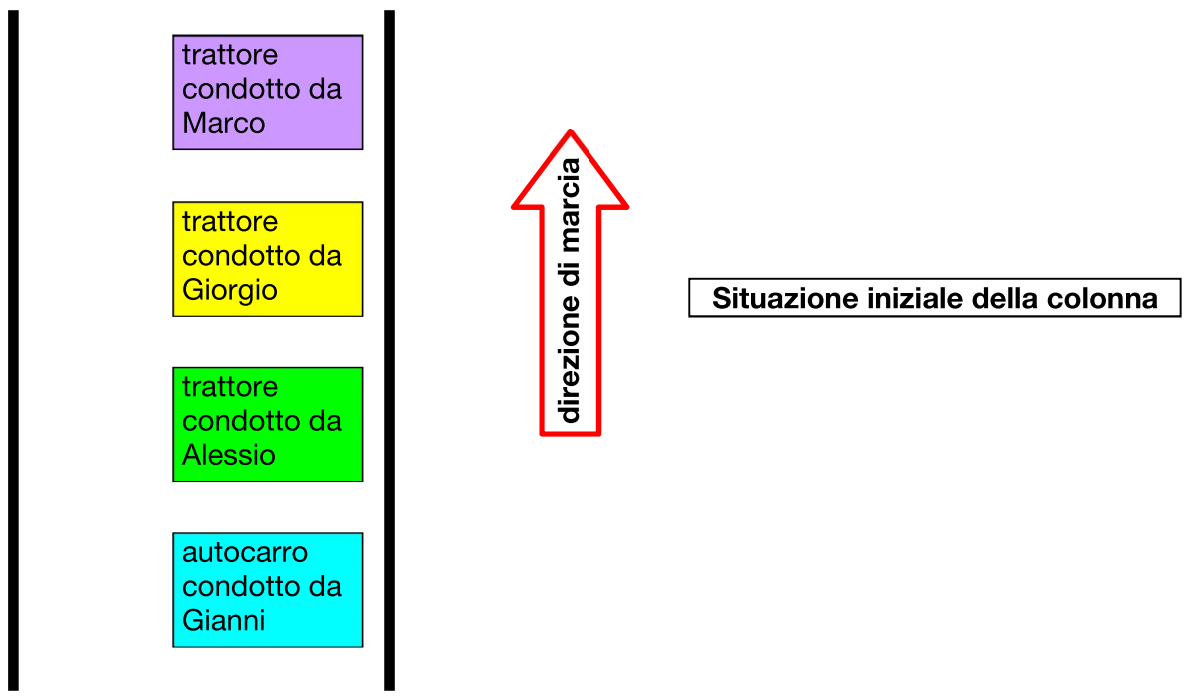 trattore
condotto da
Marco
trattore
condotto da
Giorgio
direzione di marcia
Situazione iniziale della colonna
trattore
condotto da
Alessio
autocarro
condotto da
Gianni